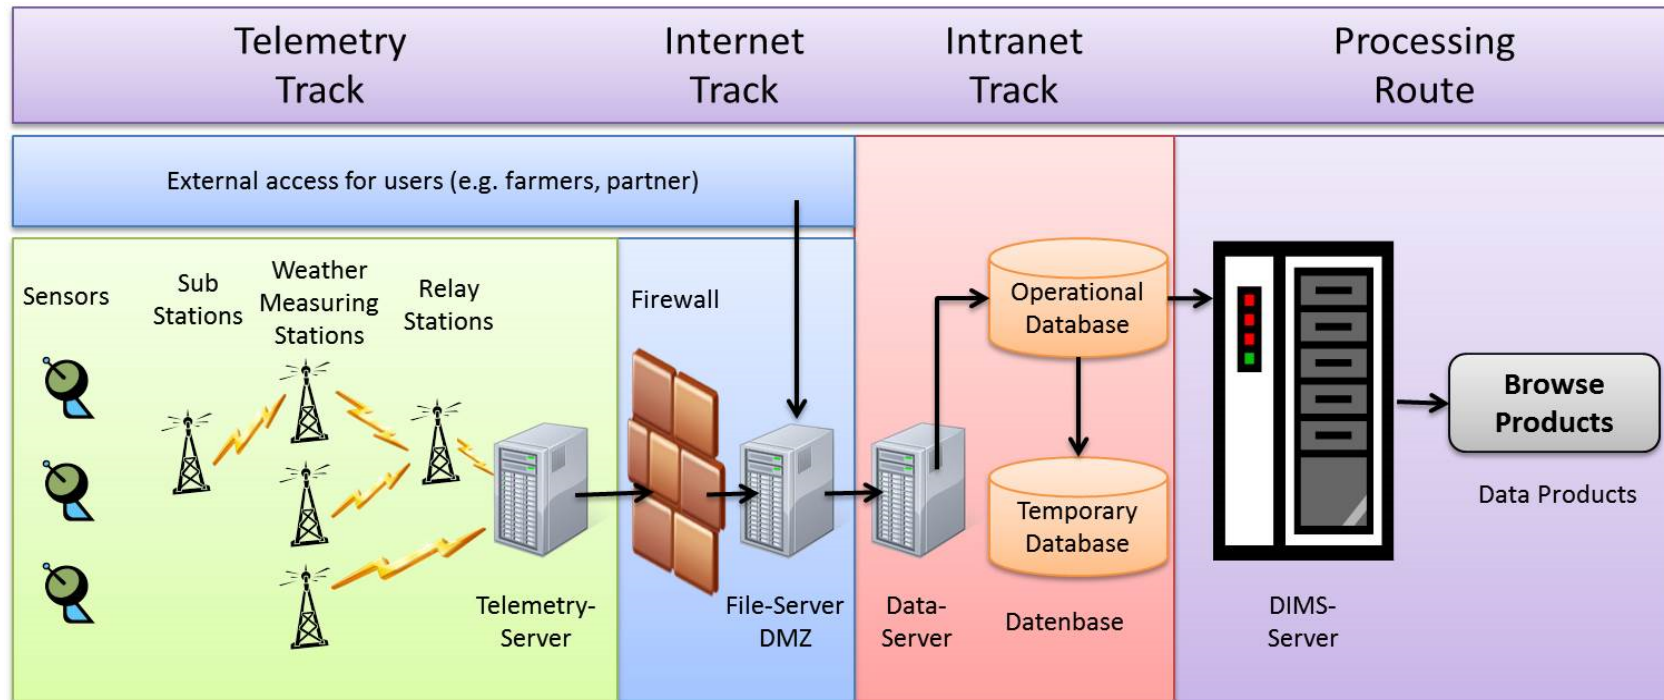 Telemetry
Track
Internet
Track
Intranet
Track
Processing
Route
External access for users (e.g. farmers, partner)
Sensors
Sub
Stations
Weather
Measuring
Stations
Relay
Stations
Telemetry-
Server
Firewall
File-Server
DMZ
Data-
Server
Operational
Database
Temporary
Database
Datenbase
DIMS-
Server
Browse
Products
Data Products